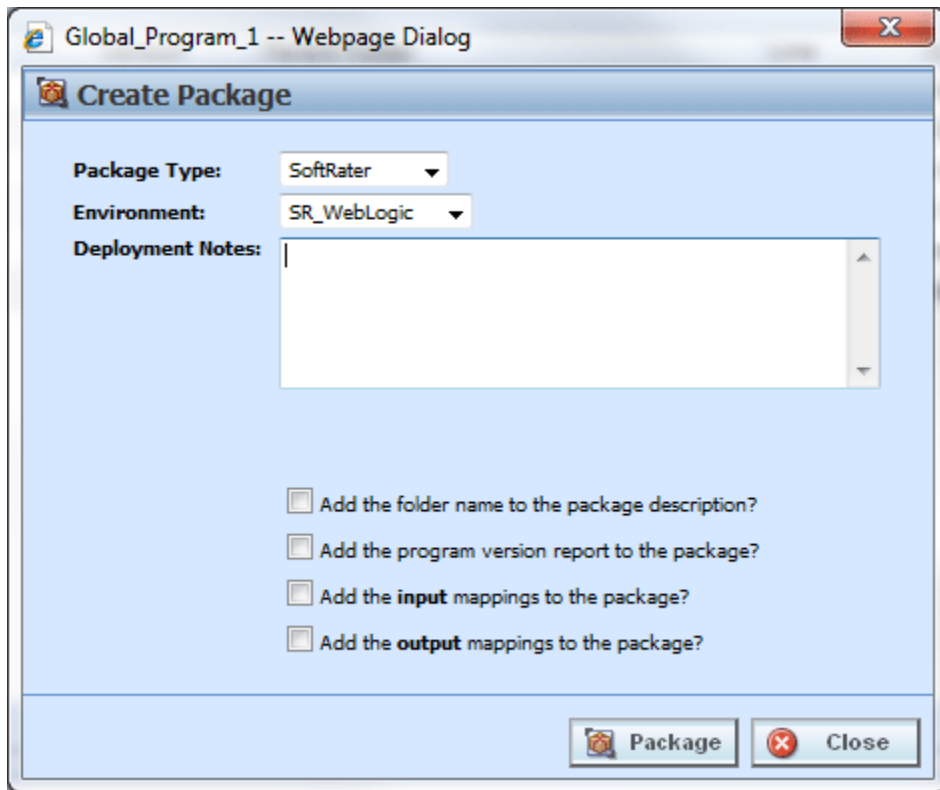 Global_Program_1 -- Webpage Dialog
X
Create Package
Package Type: SoftRater
Environment: SR_WebLogic
Deployment Notes:
Add the folder name to the package description?
Add the program version report to the package?
Add the input mappings to the package?
Add the output mappings to the package?
Package Close